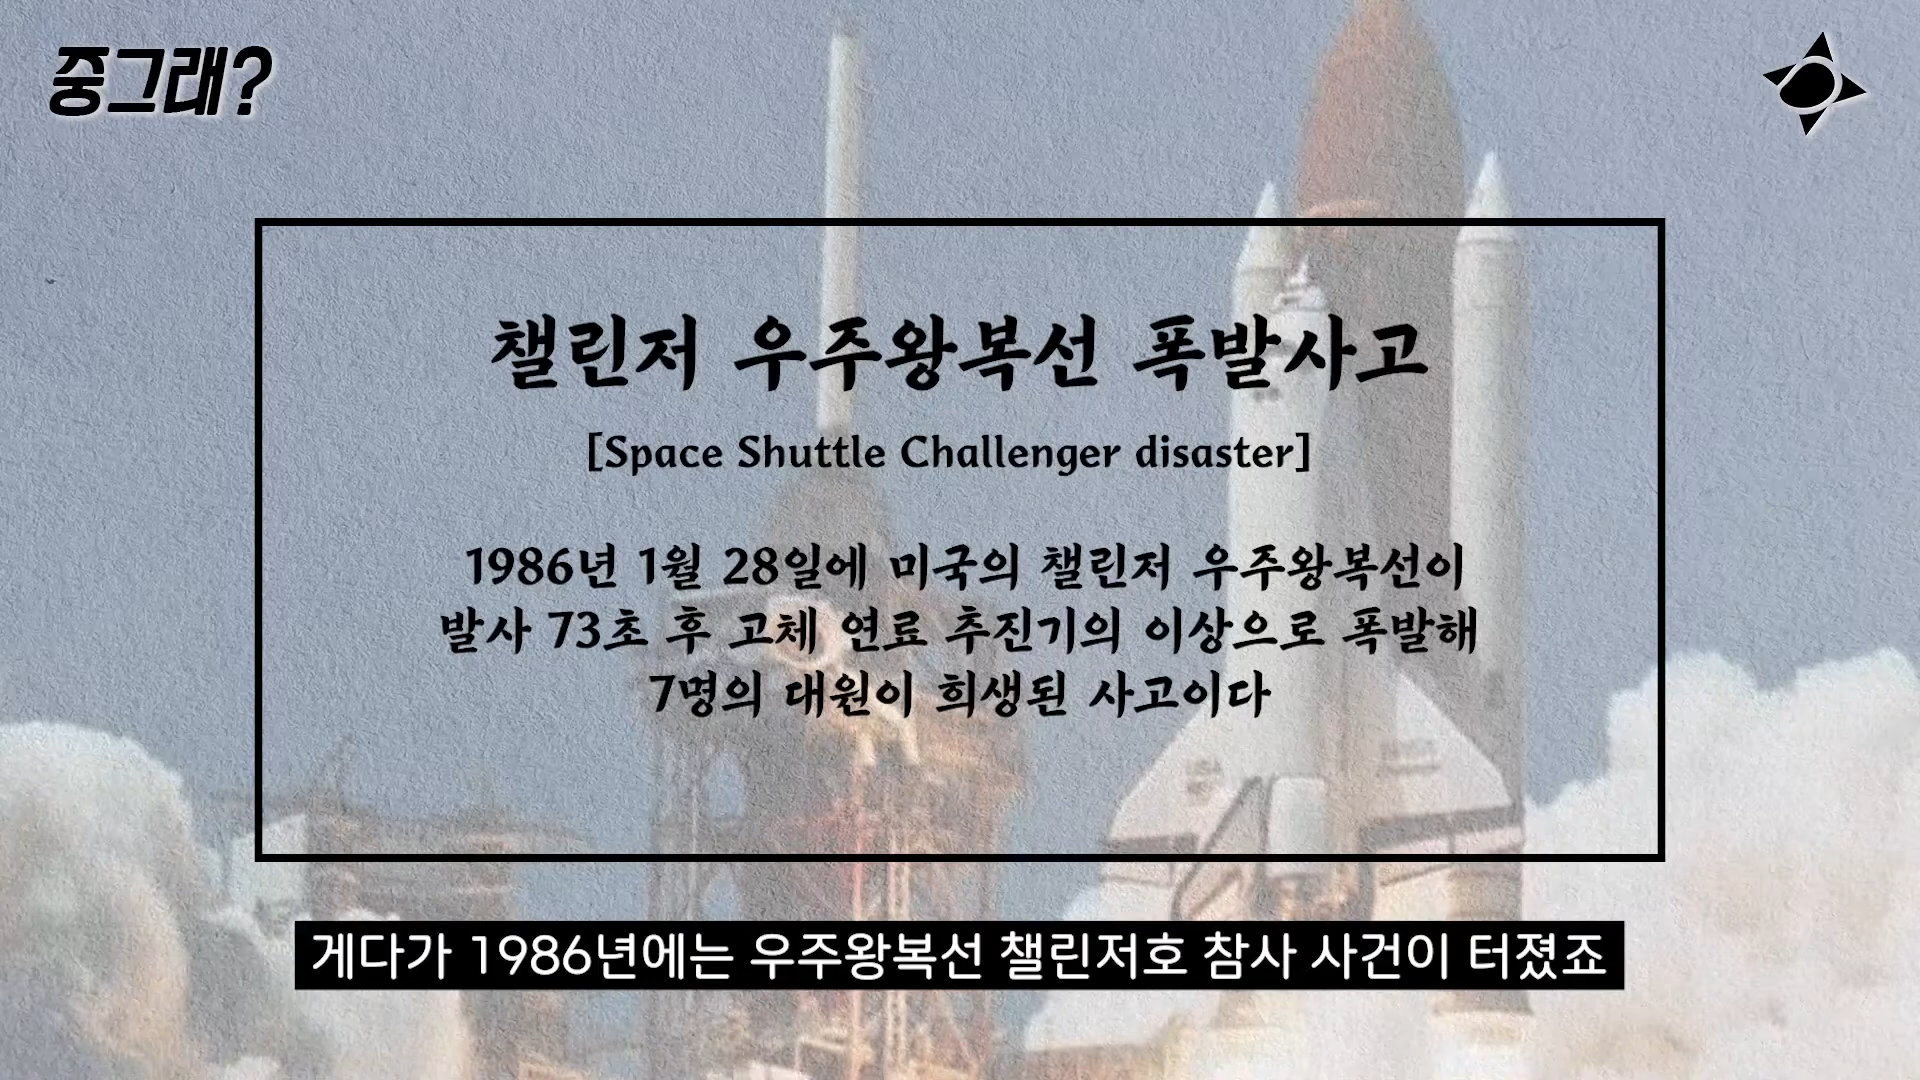 중그래?
챌린저 우주왕복선 폭발사고
[Space Shuttle Challenger disaster]
1986년 1월 28일에 미국의 챌린저 우주왕복선이
발사 73초 후 고체 연료 추진기의 이상으로 폭발해
7명의 대원이 희생된 사고이다
게다가 1986년에는 우주왕복선 챌린저호 참사 사건이 터졌죠